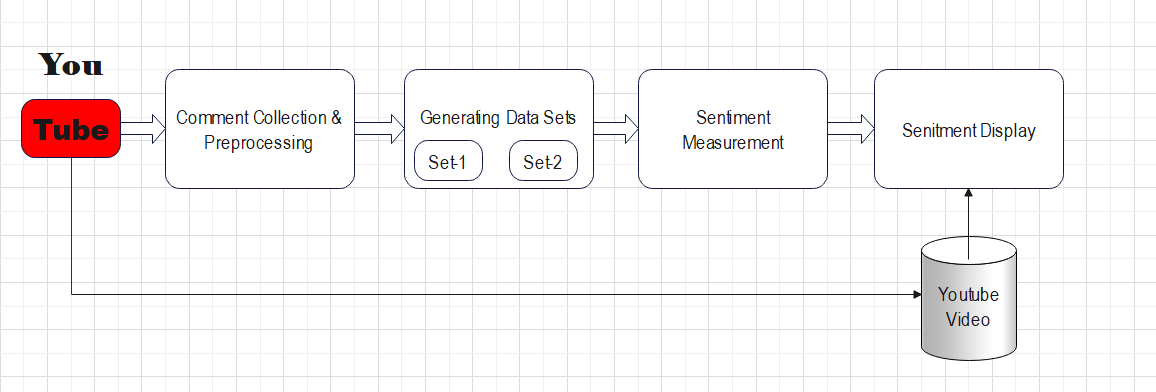 You
Tube
Comment Collection &
Preprocessing
Generating Data Sets
Set-1
Set-2
Sentiment
Measurement
Senitment Display
Youtube
Video